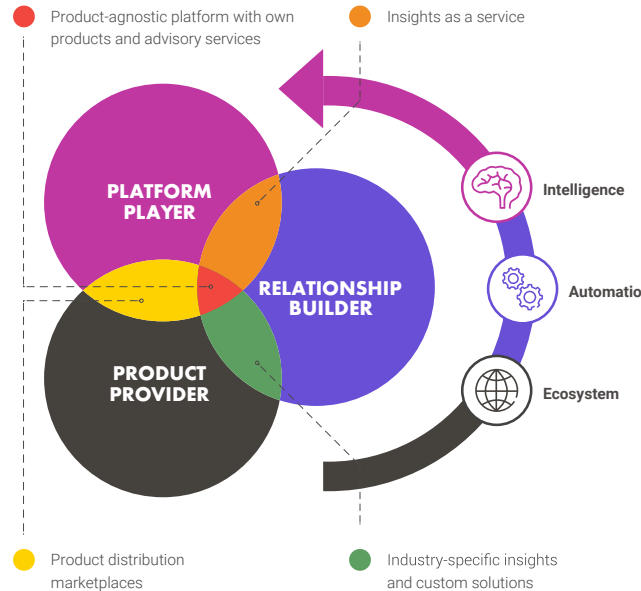 Product-agnostic platform with own
products and advisory services
Insights as a service
PLATFORM
PLAYER
Intelligence
RELATIONSHIP
BUILDER
Automatio
PRODUCT
PROVIDER
Ecosystem
Product distribution
marketplaces
Industry-specific insights
and custom solutions